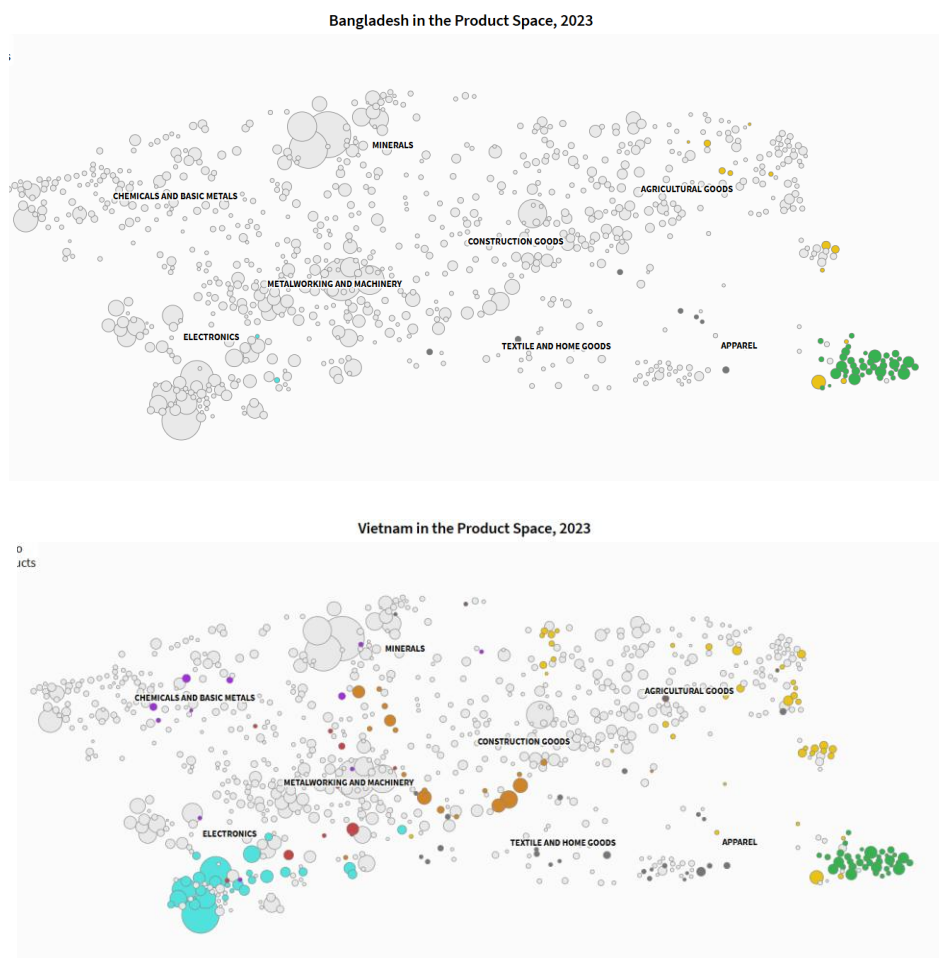 Bangladesh in the Product Space, 2023
s
MINERALS
CHEMICALS AND BASIC METALS
AGRICULTURAL GOODS
CONSTRUCTION GOODS
METALWORKING AND MACHINERY
ELECTRONICS
TEXTILE AND HOME GOODS
APPAREL
Vietnam in the Product Space, 2023
o
ucts
MINERALS
AGRICULTURAL GOODS
CHEMICALS AND BASIC METALS
CONSTRUCTION GOODS
METALWORKING AND MACHINERY
ELECTRONICS
TEXTILE AND HOME GOODS
APPAREL